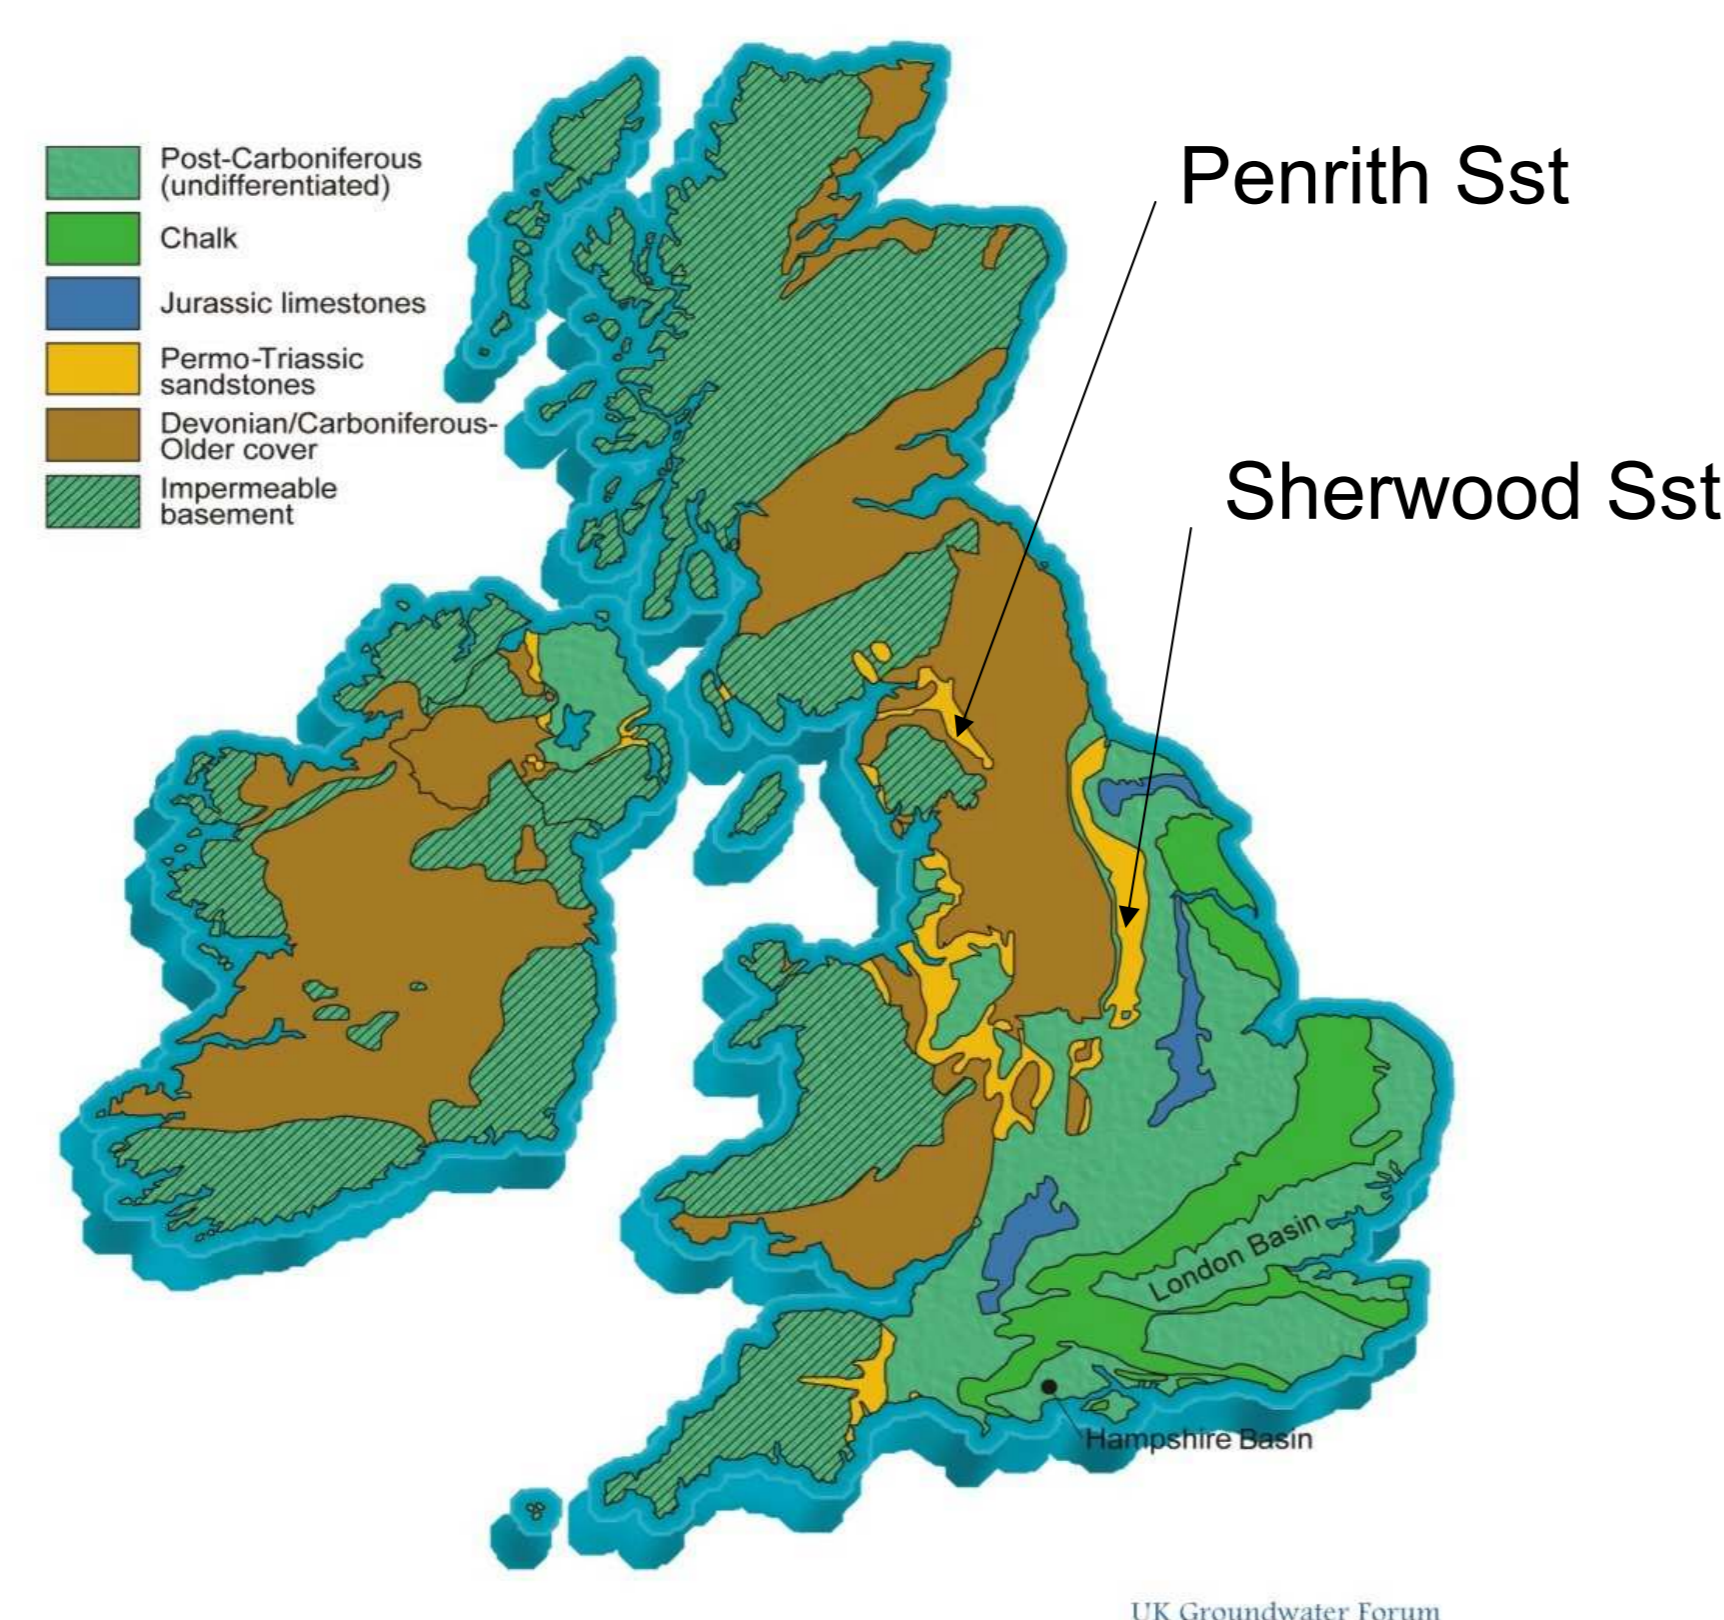 Post-Carboniferous
(undifferentiated)
Chalk
Jurassic limestones
Permo-Triassic
sandstones
Devonian/Carboniferous-
Older cover
Impermeable
basement
Penrith Sst
Sherwood Sst
London Basin
Hampshire Basin
UK Groundwater Forum